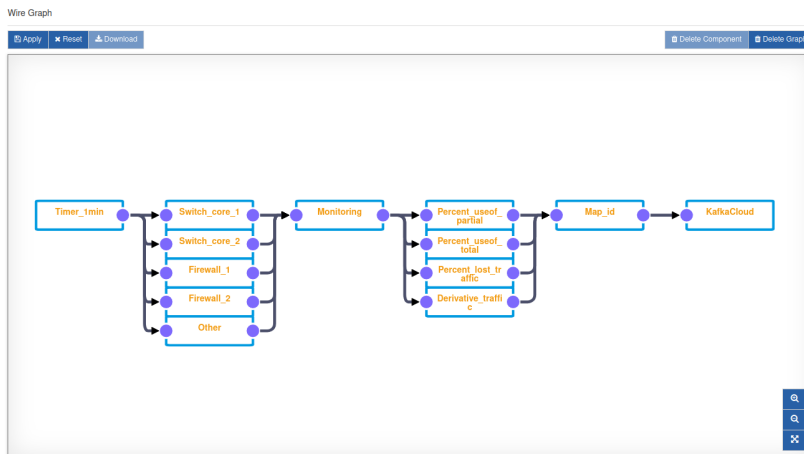 Wire Graph
Apply Reset Download Delete Component Delete Graph
Timer_1min
Switch_core_1
Switch_core_2
Firewall_1
Firewall_2
Other
Monitoring
Percent_useof_
partial
Percent_useof_
total
Percent_lost_tr
affic
Derivative_traffi
c
Map_id
KafkaCloud